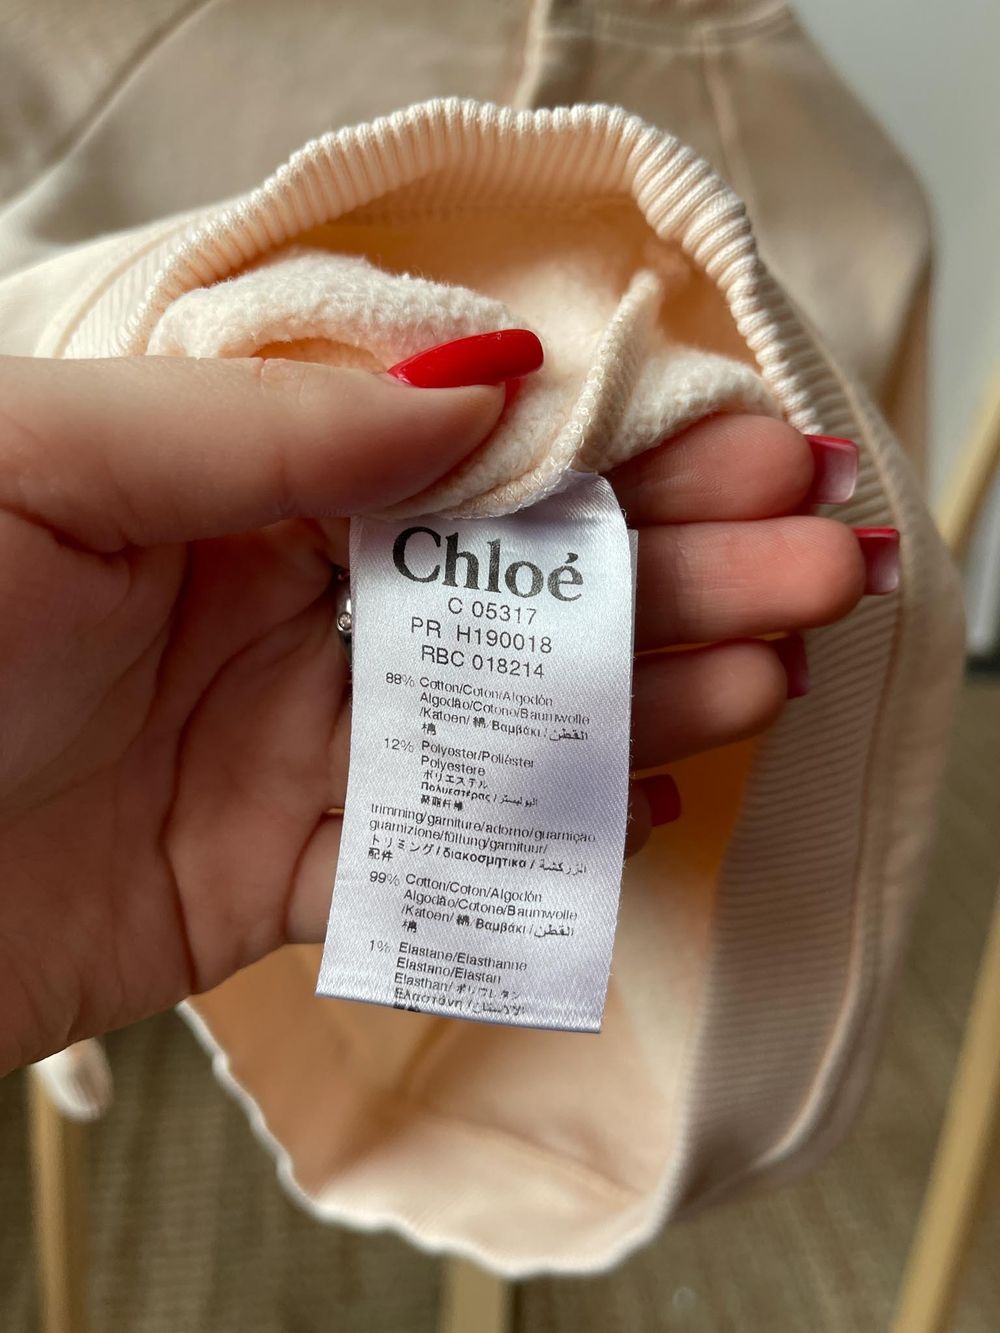 Chloé
C 05317
PR H190018
RBC 018214
88% Cotton/Coton/Algodón
Algodão/Cotone/Baumwolle
/Katoen/ 綿/Βαμβάκι/القطن
棉
12% Polyester/Poliéster
Polyestere
ポリエステル
Πολυεστέρας / البوليستر
聚酯纤维
trimming/garniture/adorno/guarniçao
guarnizione/füllung/garnituur/
トリミング/διακοσμητικα / الزركشة
配件
99% Cotton/Coton/Algodón
Algodão/Cotone/Baumwolle
/Katoen/ 綿/Βαμβάκι/القطن
棉
1% Elastane/Elasthanne
Elastano/Elastan
Elasthan/ ポリウレタン
Ελαστάνη /